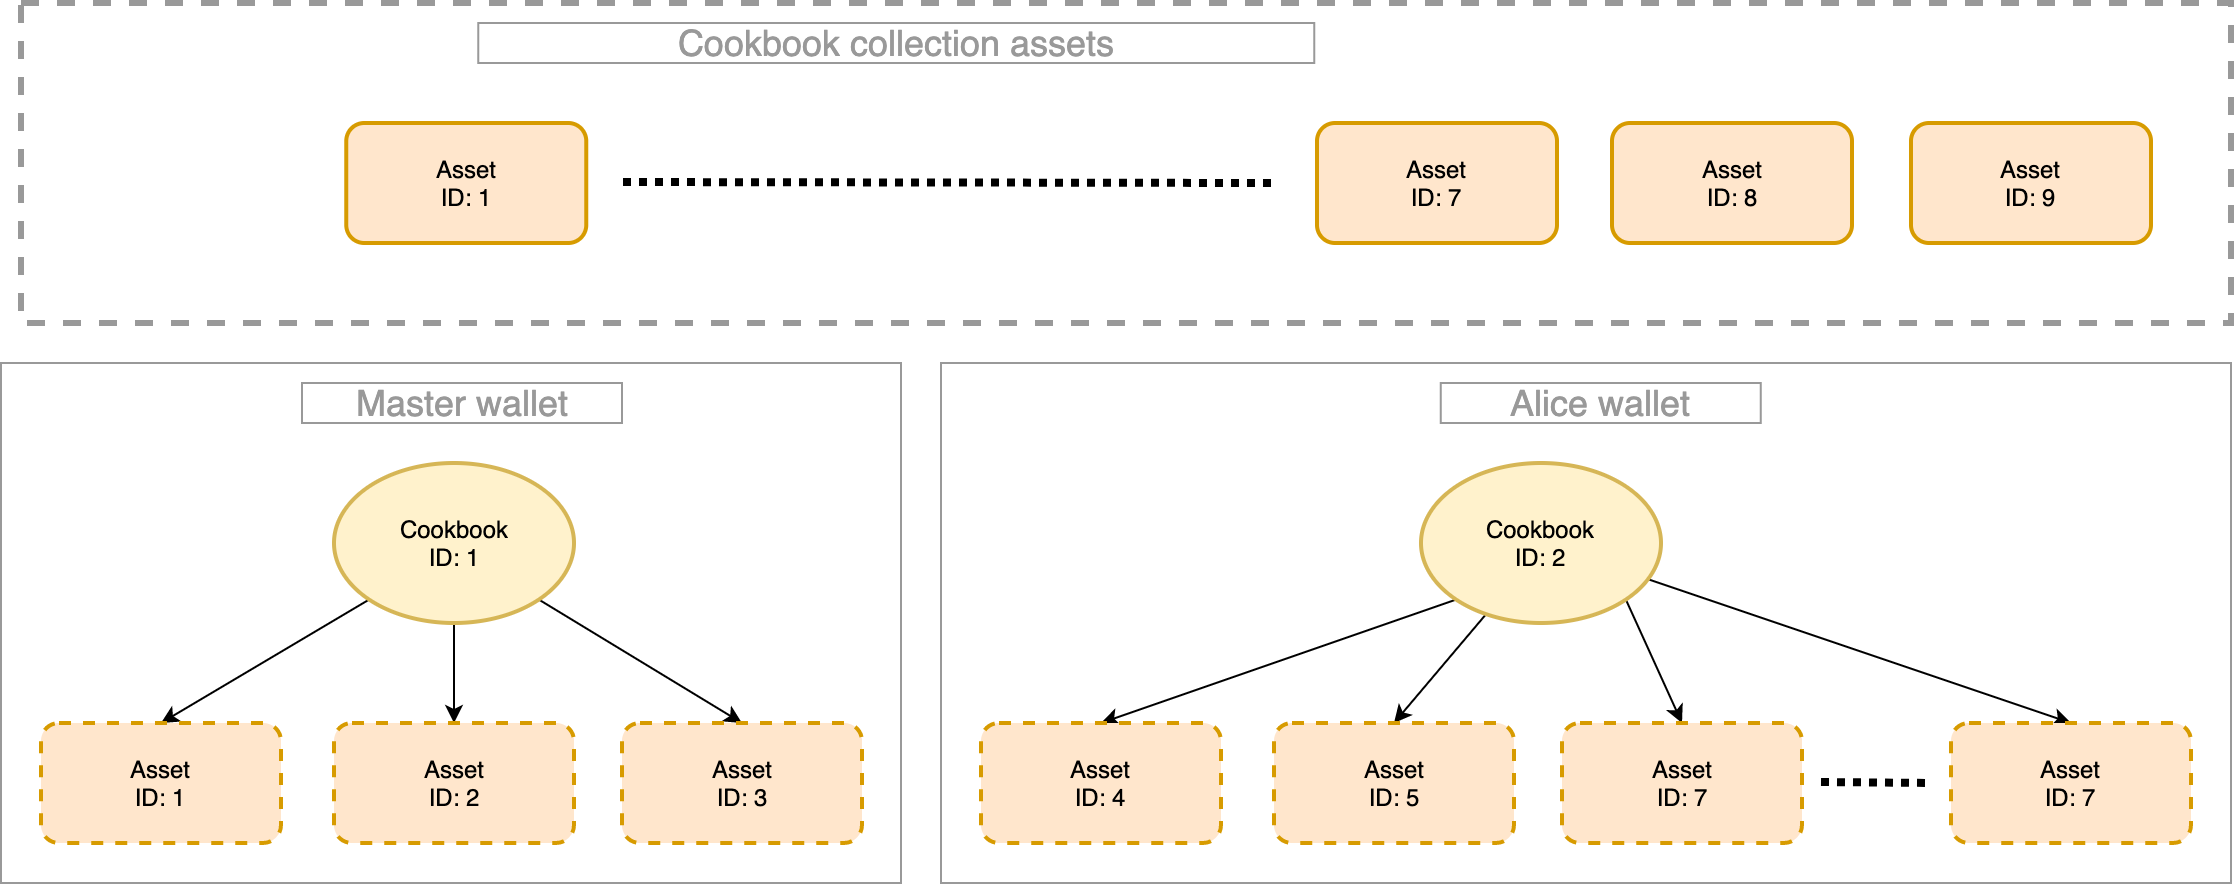 Cookbook collection assets
Asset
ID: 1
Asset
ID: 7
Asset
ID: 8
Asset
ID: 9
Master wallet
Cookbook
ID: 1
Asset
ID: 1
Asset
ID: 2
Asset
ID: 3
Alice wallet
Cookbook
ID: 2
Asset
ID: 4
Asset
ID: 5
Asset
ID: 7
Asset
ID: 7